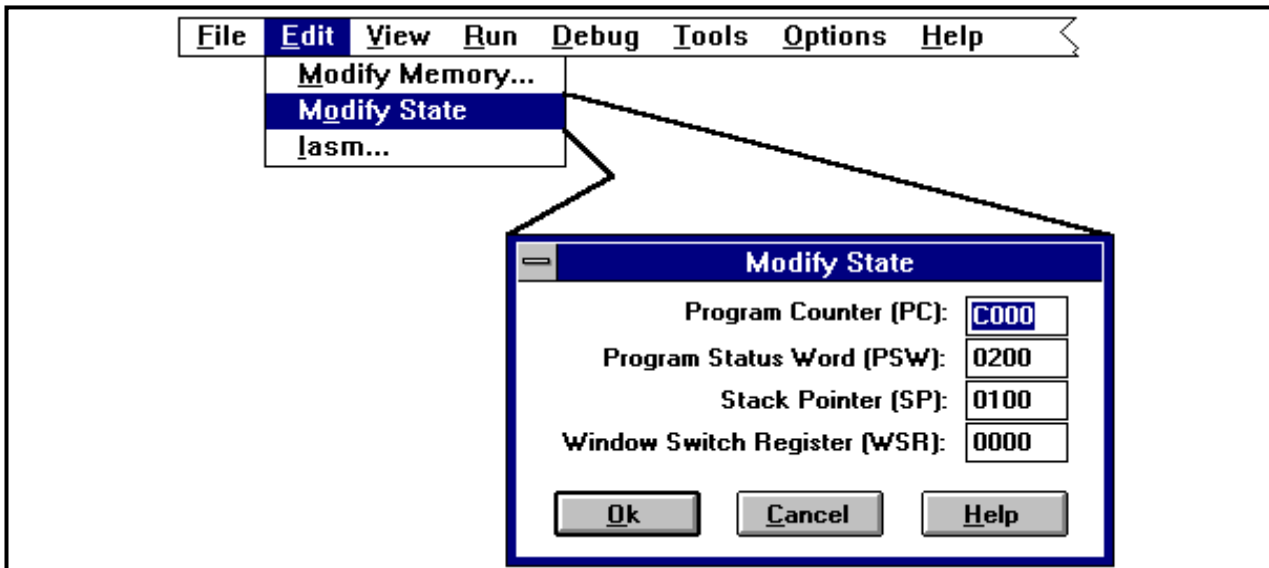 File Edit View Run Debug Tools Options Help
Modify Memory...
Modify State
Iasm...
Modify State
Program Counter (PC): C000
Program Status Word (PSW): 0200
Stack Pointer (SP): 0100
Window Switch Register (WSR): 0000
Ok Cancel Help